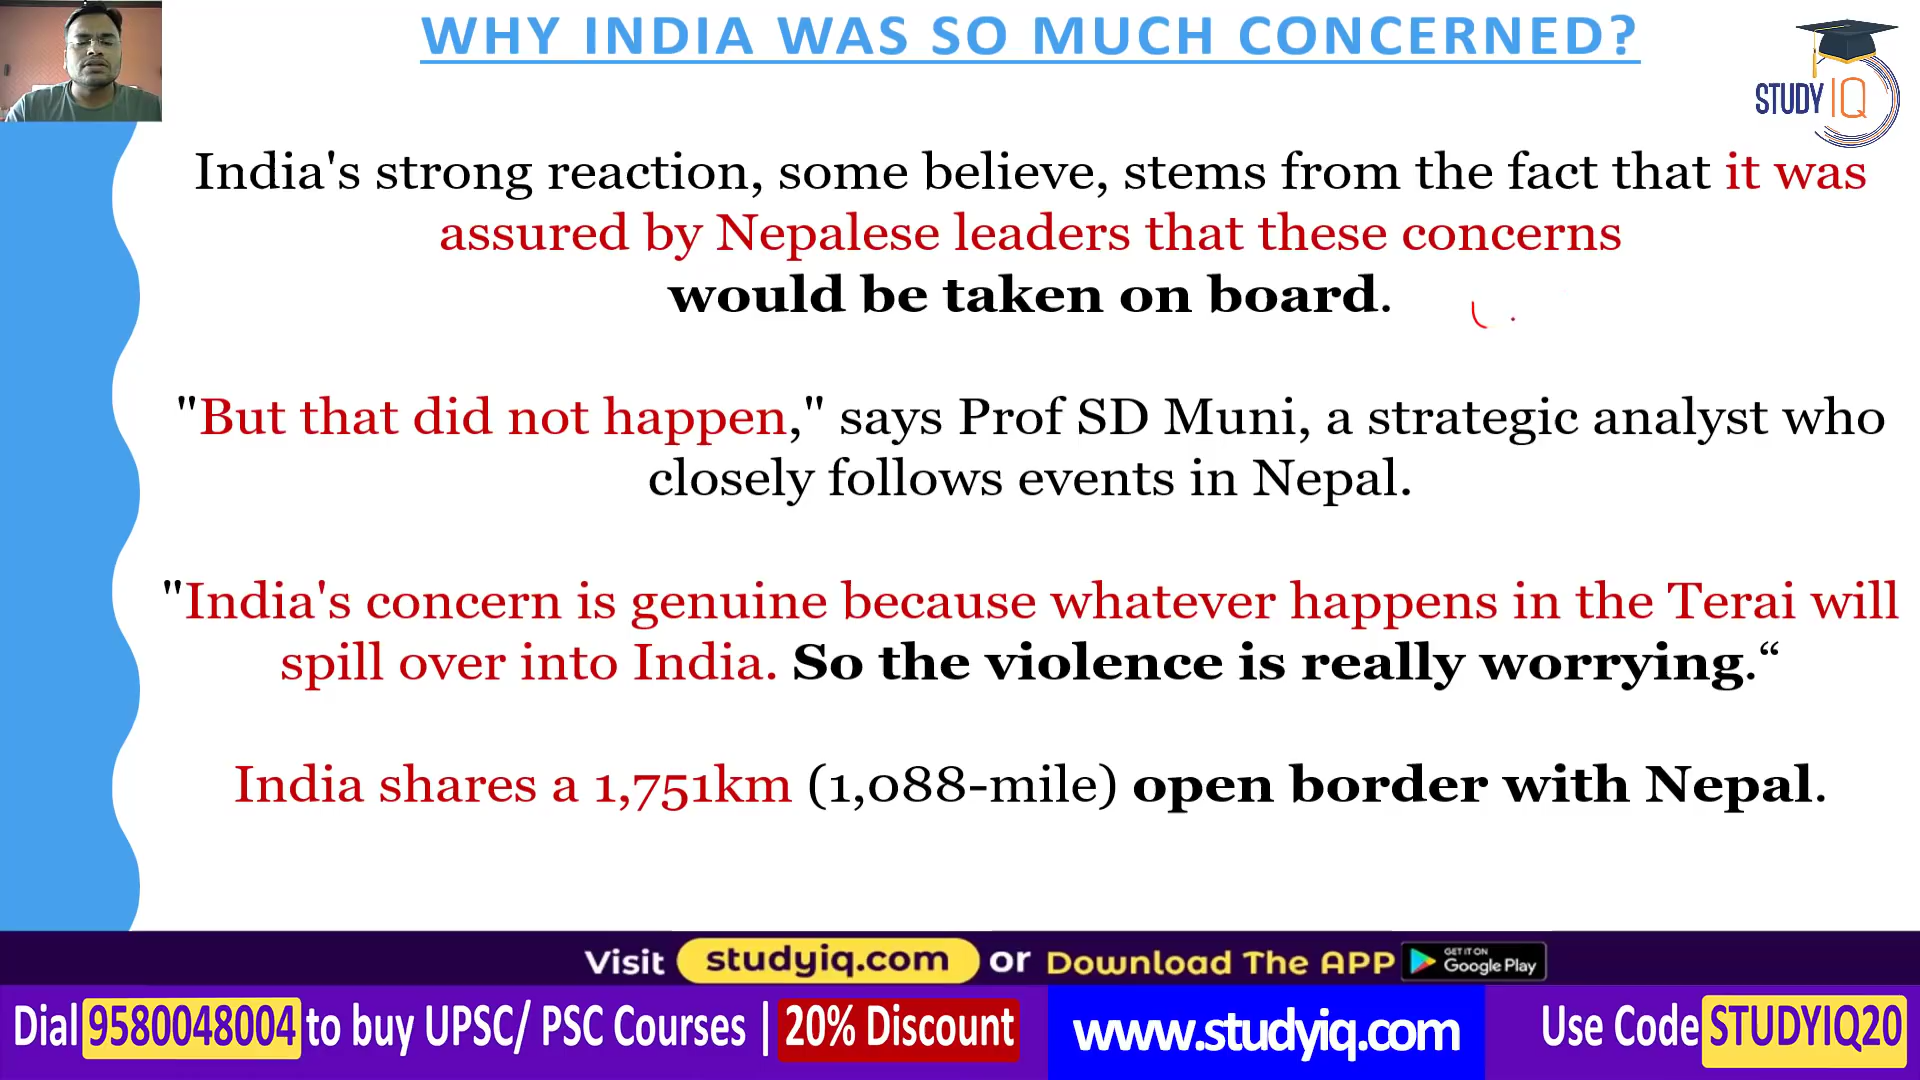 WHY INDIA WAS SO MUCH CONCERNED?
STUDY IQ
India's strong reaction, some believe, stems from the fact that it was
assured by Nepalese leaders that these concerns
would be taken on board.
"But that did not happen," says Prof SD Muni, a strategic analyst who
closely follows events in Nepal.
"India's concern is genuine because whatever happens in the Terai will
spill over into India. So the violence is really worrying.“
India shares a 1,751km (1,088-mile) open border with Nepal.
Visit studyiq.com or Download The APP GET IT ON Google Play
Dial 9580048004 to buy UPSC/ PSC Courses | 20% Discount www.studyiq.com Use Code STUDYIQ20